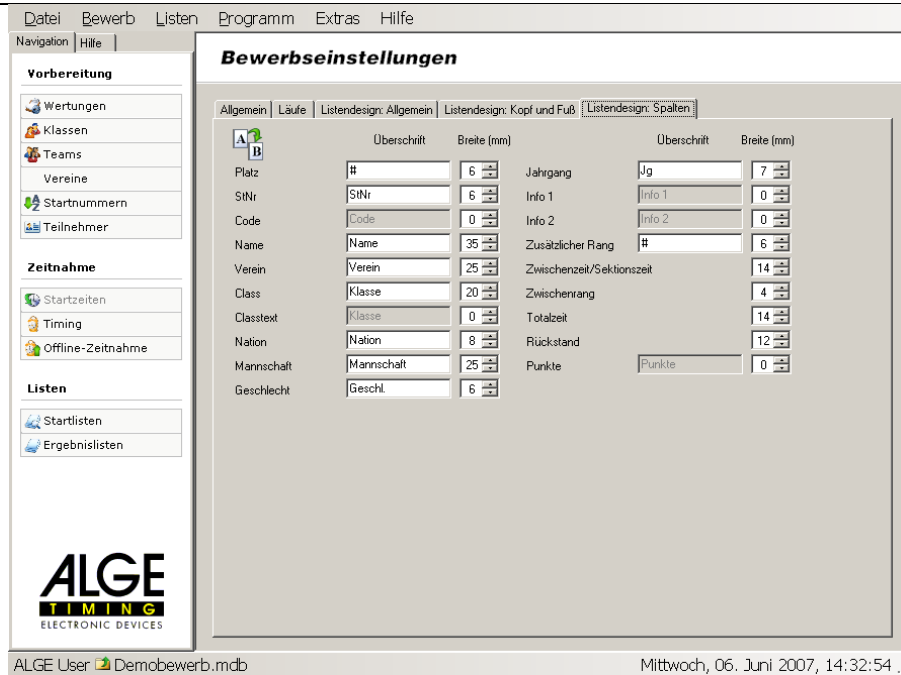 Datei Bewerb Listen Programm Extras Hilfe
Navigation Hilfe
Vorbereitung
Wertungen
Klassen
Teams
Vereine
Startnummern
Teilnehmer
Zeitnahme
Startzeiten
Timing
Offline-Zeitnahme
Listen
Startlisten
Ergebnislisten
ALGE
TIMING
ELECTRONIC DEVICES
Bewerbseinstellungen
Allgemein Läufe Listendesign: Allgemein Listendesign: Kopf und Fuß Listendesign: Spalten
A B
Überschrift Breite (mm) Überschrift Breite (mm)
Platz # 6 Jahrgang Jg 7
StNr StNr 6 Info 1 Info 1 0
Code Code 0 Info 2 Info 2 0
Name Name 35 Zusätzlicher Rang # 6
Verein Verein 25 Zwischenzeit/Sektionszeit 14
Class Klasse 20 Zwischenrang 4
Classtext Klasse 0 Totalzeit 14
Nation Nation 8 Rückstand 12
Mannschaft Mannschaft 25 Punkte Punkte 0
Geschlecht Geschl. 6
ALGE User Demobewerb.mdb Mittwoch, 06. Juni 2007, 14:32:54